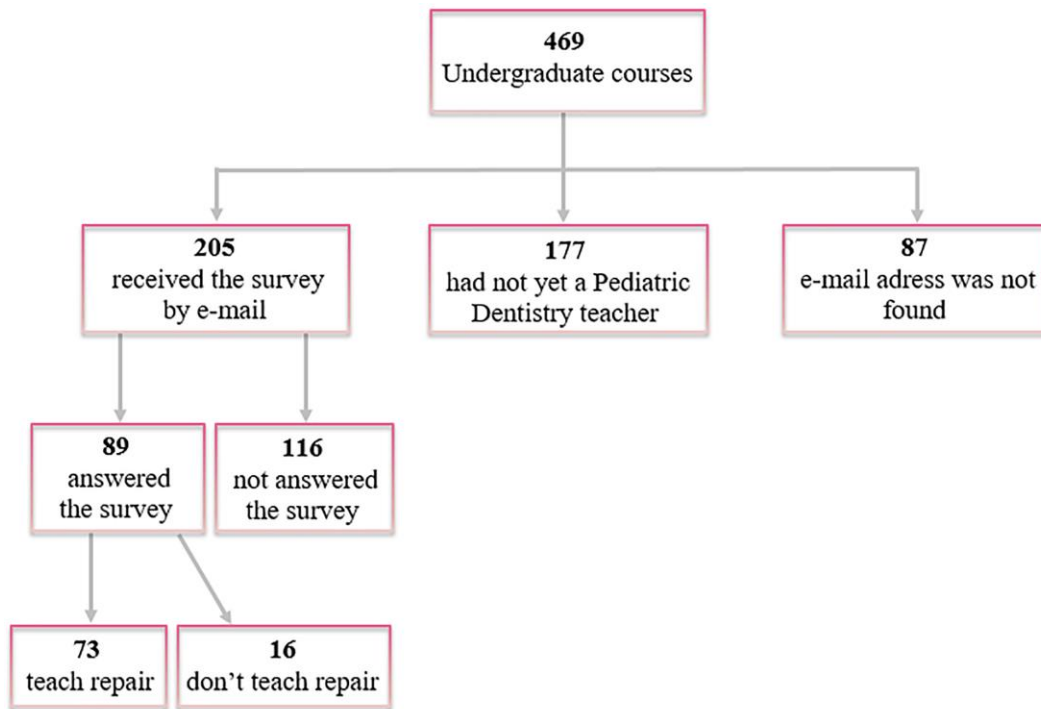 469
Undergraduate courses
205
received the survey
by e-mail
177
had not yet a Pediatric
Dentistry teacher
87
e-mail adress was not
found
89
answered
the survey
116
not answered
the survey
73
teach repair
16
don’t teach repair